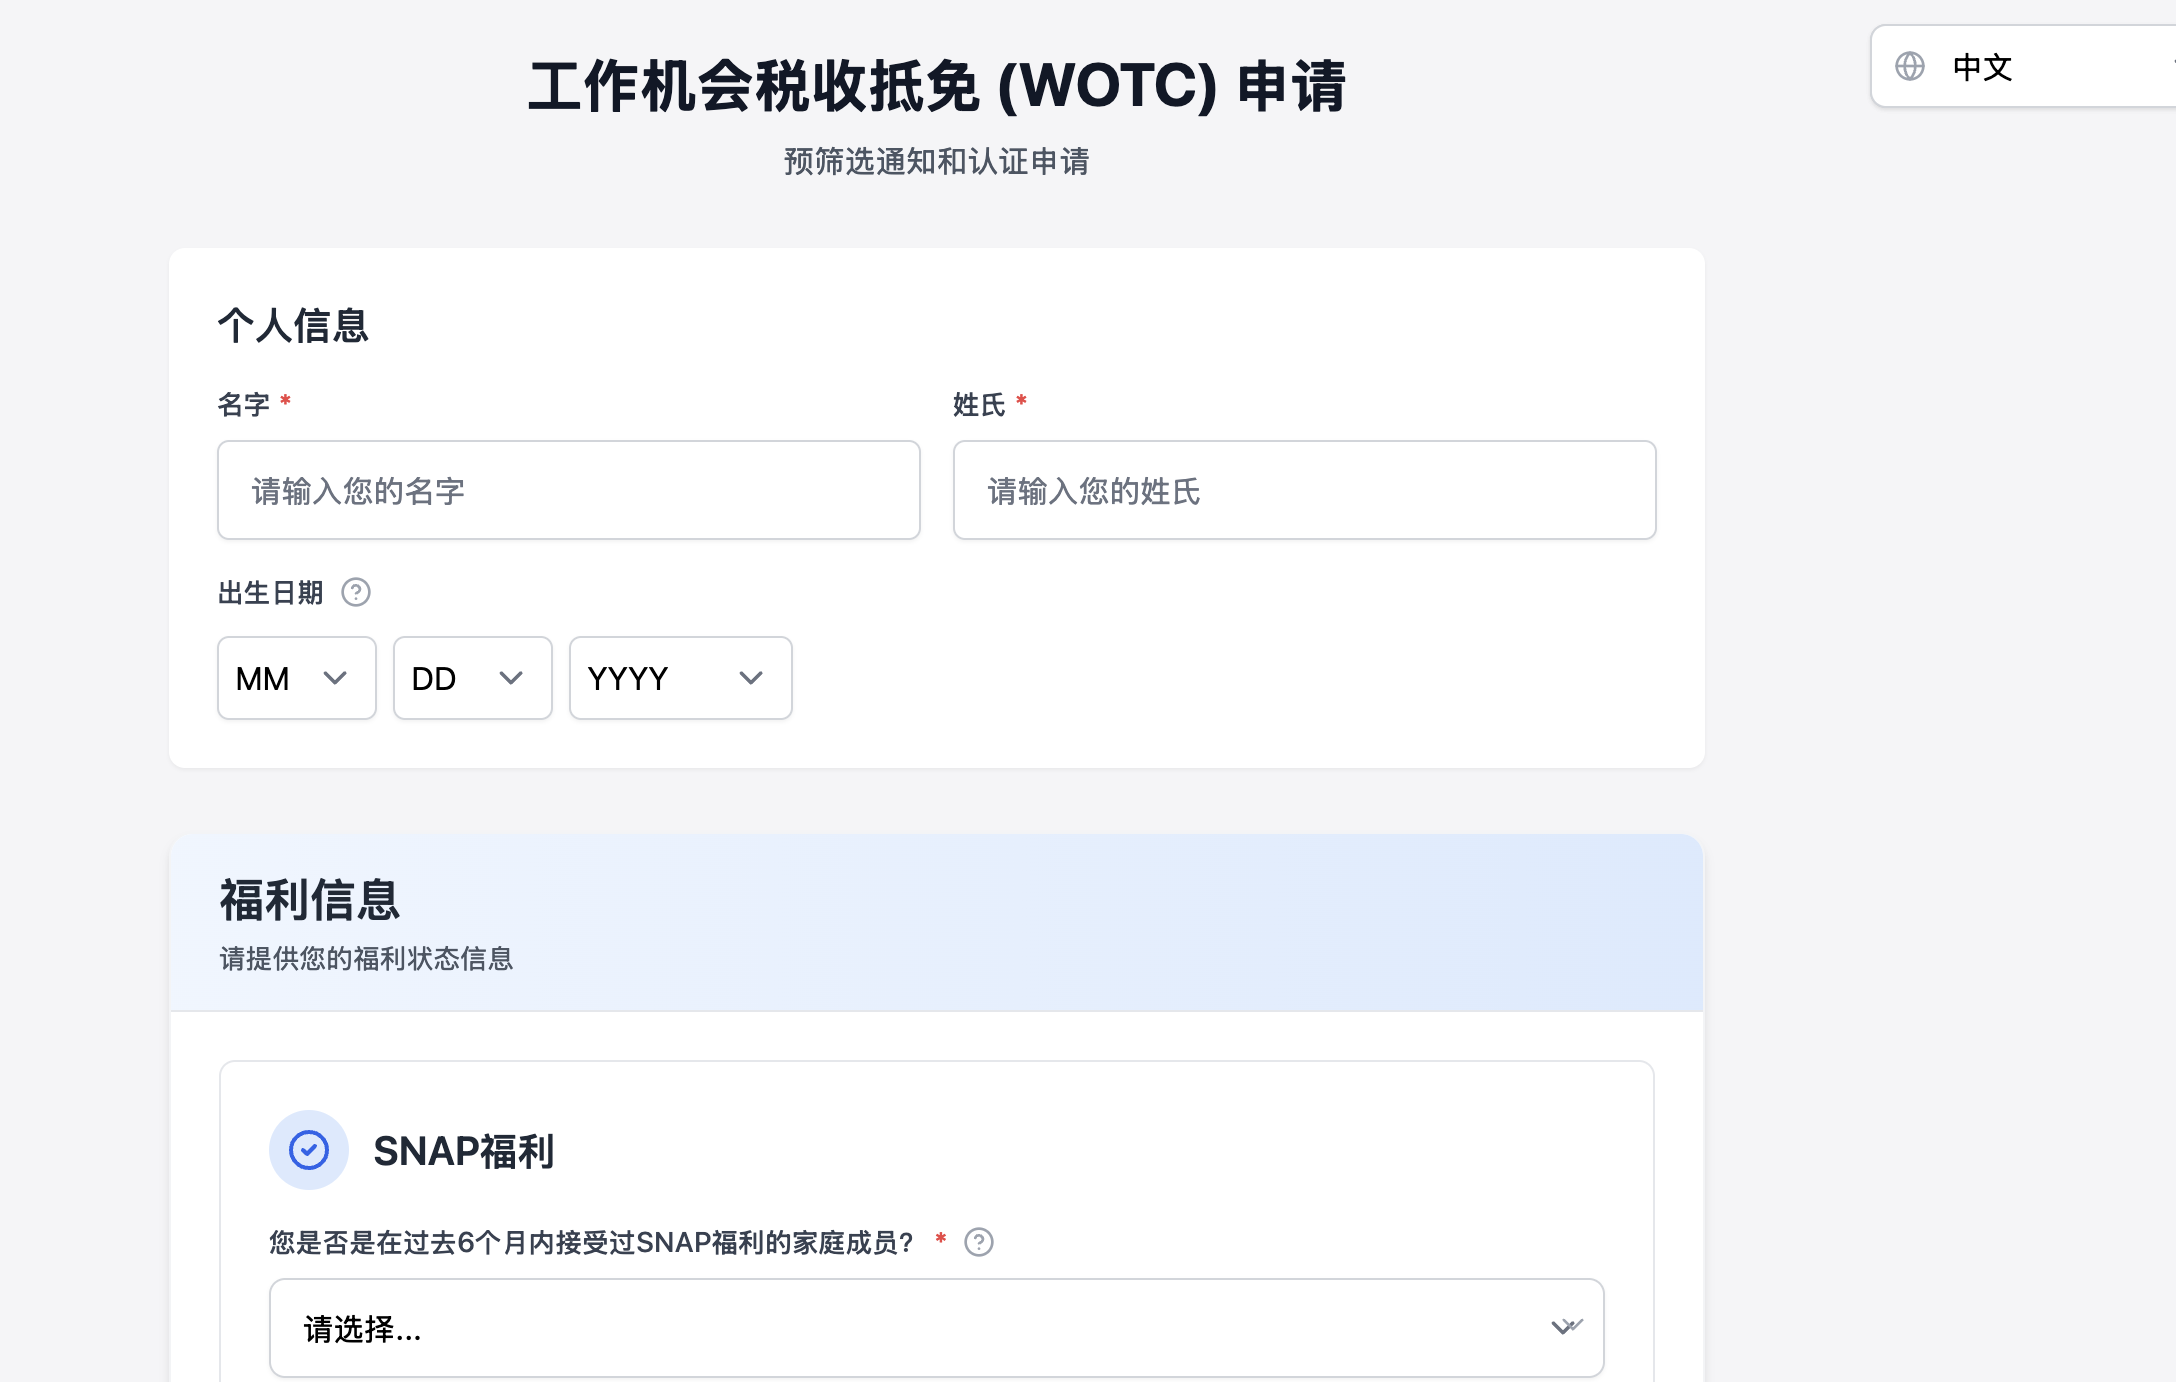 工作机会税收抵免 (WOTC) 申请
中文
预筛选通知和认证申请
个人信息
名字 *
姓氏 *
请输入您的名字
请输入您的姓氏
出生日期 ?
MM
DD
YYYY
福利信息
请提供您的福利状态信息
SNAP福利
您是否是在过去6个月内接受过SNAP福利的家庭成员? * ?
请选择...